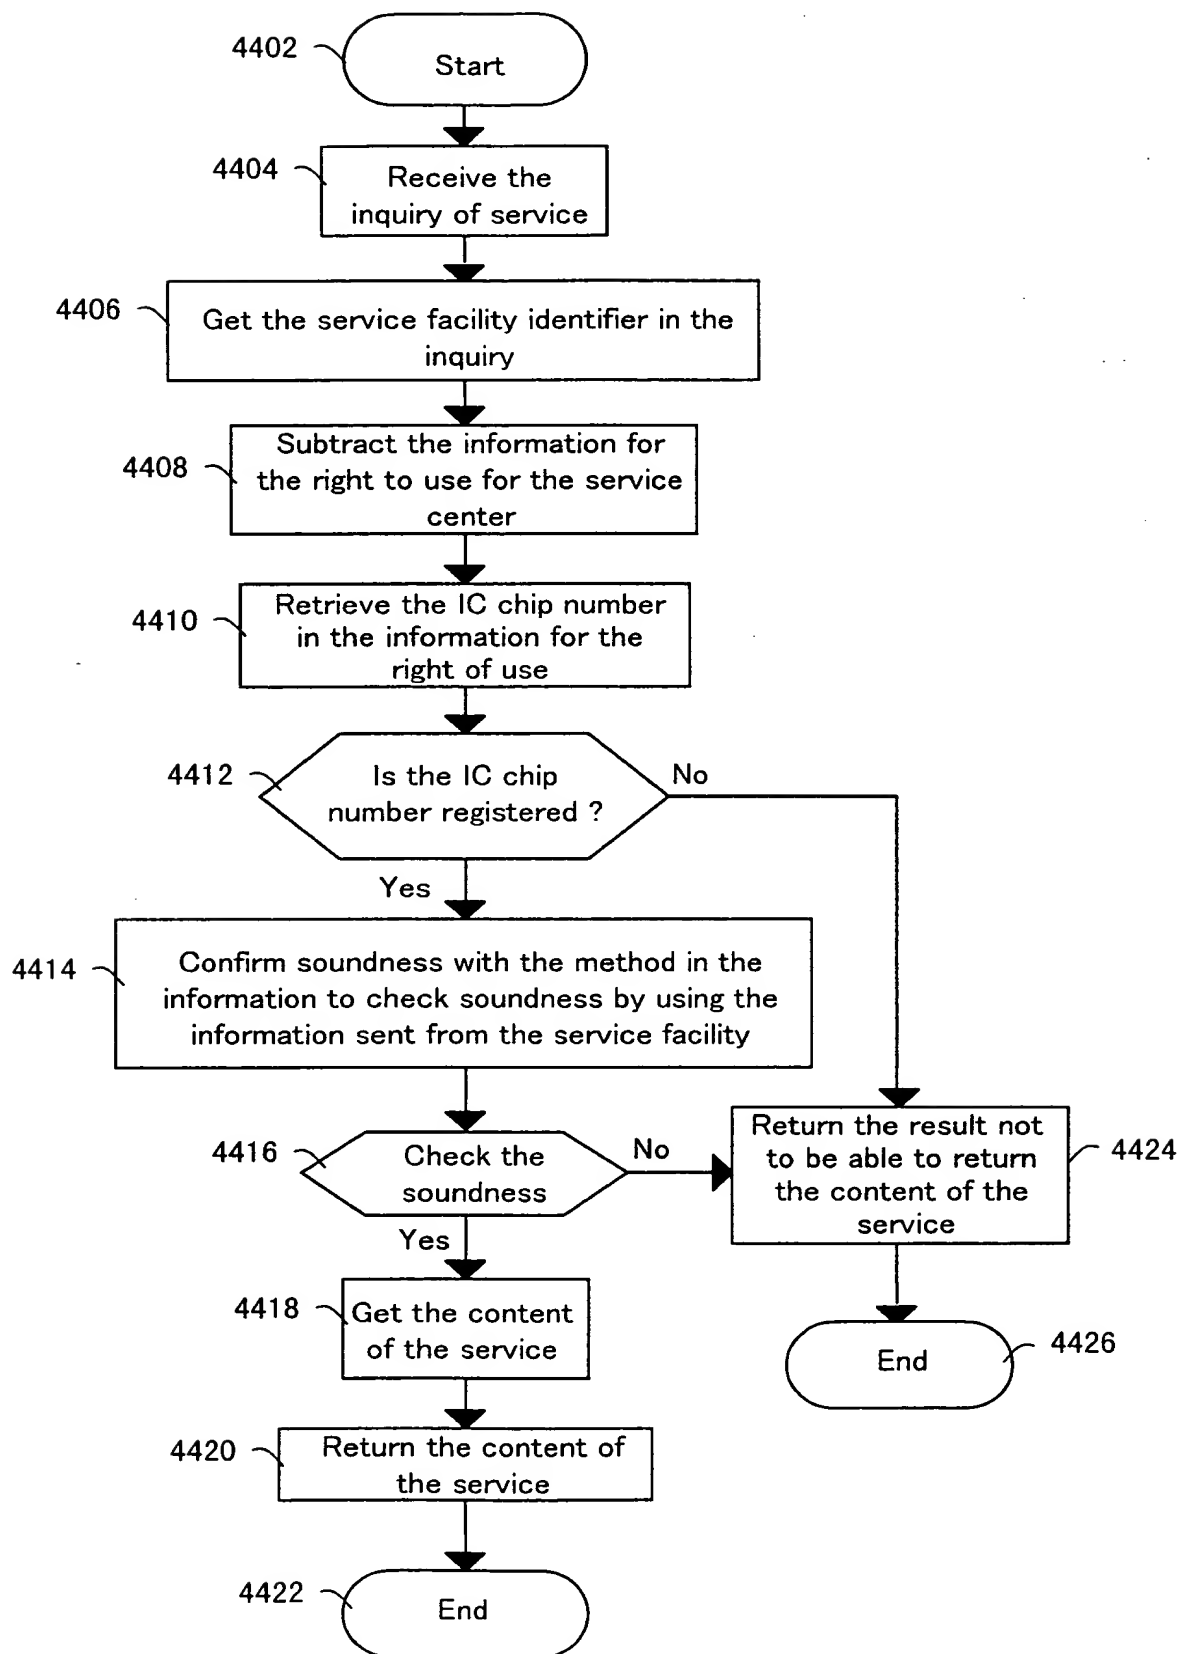 4402
Start
4404
Receive the
inquiry of service
4406
Get the service facility identifier in the
inquiry
4408
Subtract the information for
the right to use for the service
center
4410
Retrieve the IC chip number
in the information for the
right of use
4412
Is the IC chip
number registered ?
No
Yes
4414
Confirm soundness with the method in the
information to check soundness by using the
information sent from the service facility
4416
Check the
soundness
No
Yes
Return the result not
to be able to return
the content of the
service
4424
4418
Get the content
of the service
End
4426
4420
Return the content of
the service
4422
End